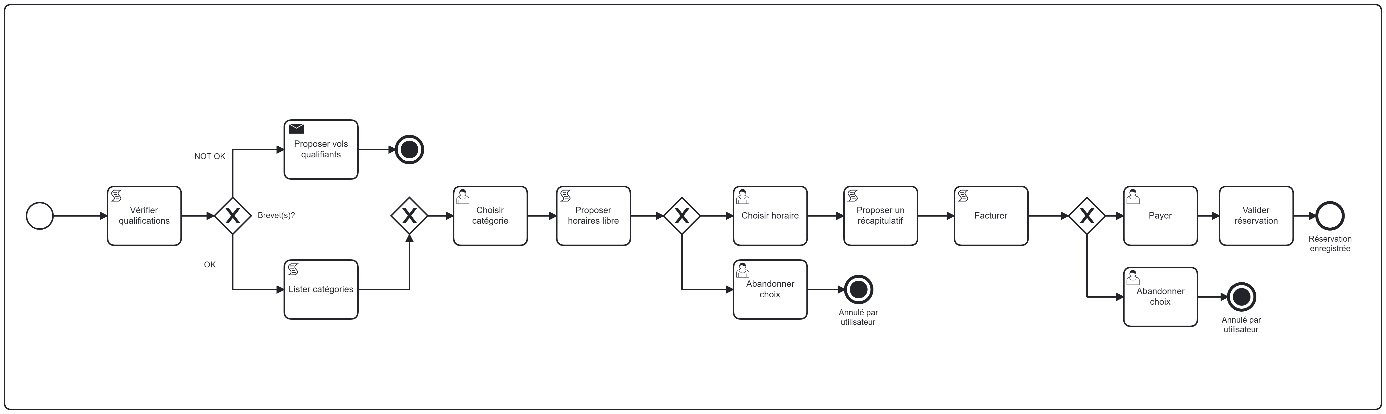 Vérifier
qualifications
NOT OK
Brevet(s)?
OK
Proposer vols
qualifiants
Lister catégories
Choisir
catégorie
Proposer
horaires libre
Choisir horaire
Abandonner
choix
Annulé par
utilisateur
Proposer un
récapitulatif
Facturer
Payer
Abandonner
choix
Annulé par
utilisateur
Valider
réservation
Réservation
enregistrée